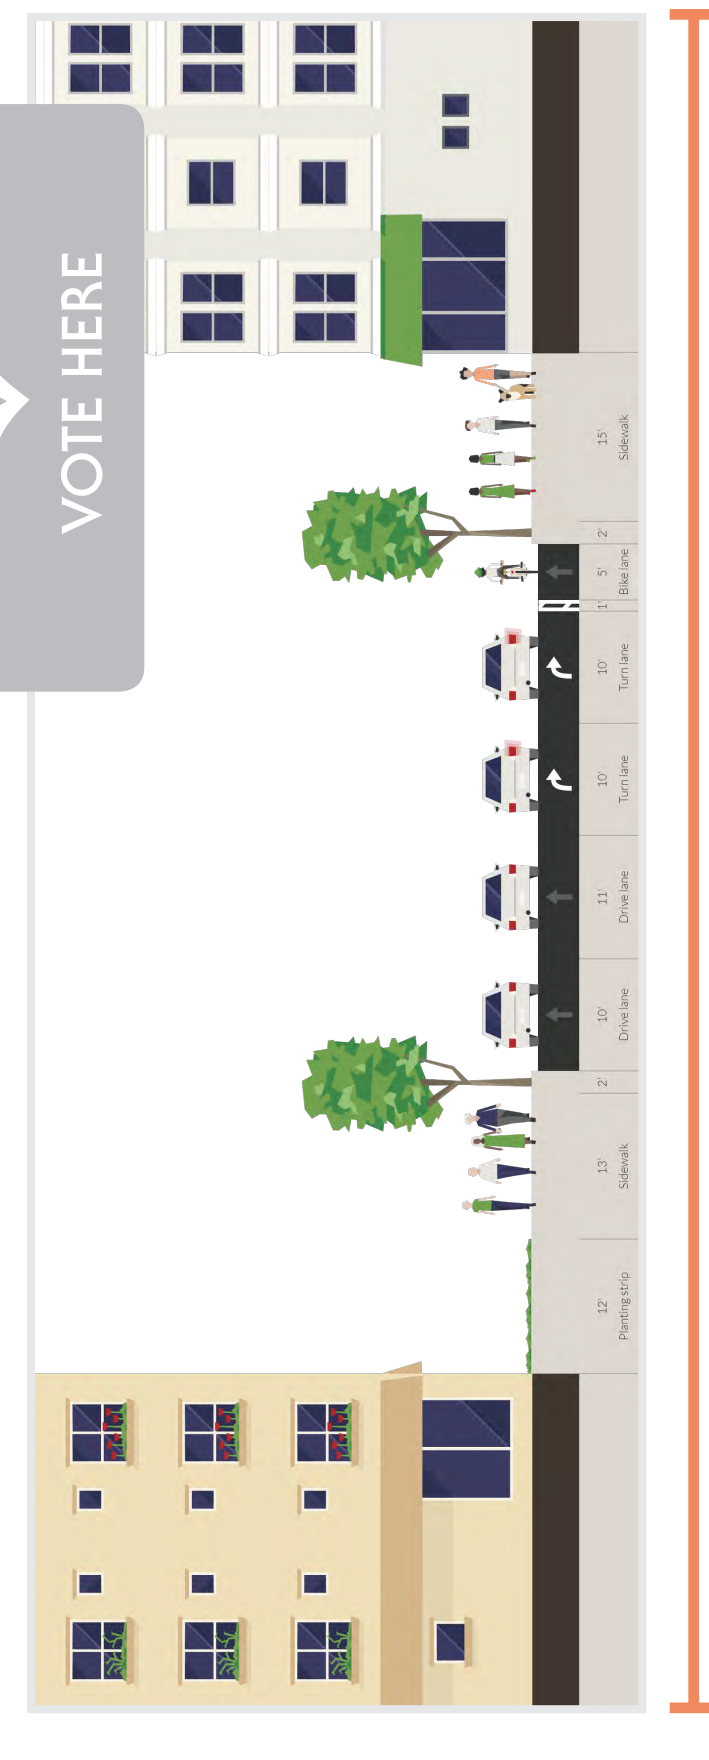 VOTE HERE
12'
Planting strip
13'
Sidewalk
2'
10'
Drive lane
11'
Drive lane
10'
Turn lane
10'
Turn lane
1'
5'
Bike lane
2'
15'
Sidewalk